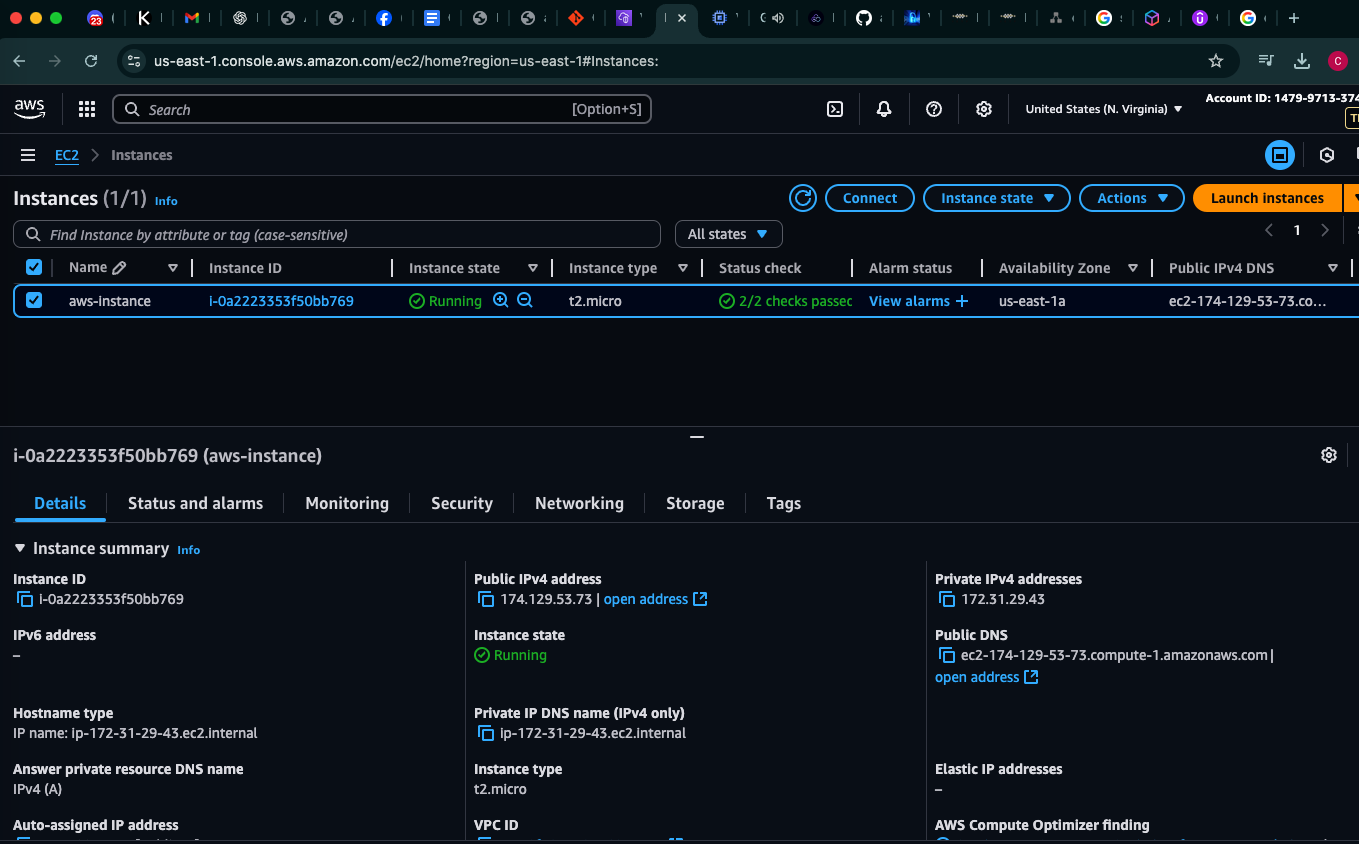 23
us-east-1.console.aws.amazon.com/ec2/home?region=us-east-1#Instances:
C
aws
Search
[Option+S]
United States (N. Virginia)
Account ID: 1479-9713-374
EC2
Instances
Instances (1/1) Info
Connect
Instance state
Actions
Launch instances
Find Instance by attribute or tag (case-sensitive)
All states
1
Name
Instance ID
Instance state
Instance type
Status check
Alarm status
Availability Zone
Public IPv4 DNS
aws-instance
i-0a2223353f50bb769
Running
t2.micro
2/2 checks passed
View alarms +
us-east-1a
ec2-174-129-53-73.co...
i-0a2223353f50bb769 (aws-instance)
Details
Status and alarms
Monitoring
Security
Networking
Storage
Tags
Instance summary Info
Instance ID
i-0a2223353f50bb769
Public IPv4 address
174.129.53.73 | open address
Private IPv4 addresses
172.31.29.43
IPv6 address
–
Instance state
Running
Public DNS
ec2-174-129-53-73.compute-1.amazonaws.com |
open address
Hostname type
IP name: ip-172-31-29-43.ec2.internal
Private IP DNS name (IPv4 only)
ip-172-31-29-43.ec2.internal
Answer private resource DNS name
IPv4 (A)
Instance type
t2.micro
Elastic IP addresses
–
Auto-assigned IP address
VPC ID
AWS Compute Optimizer finding